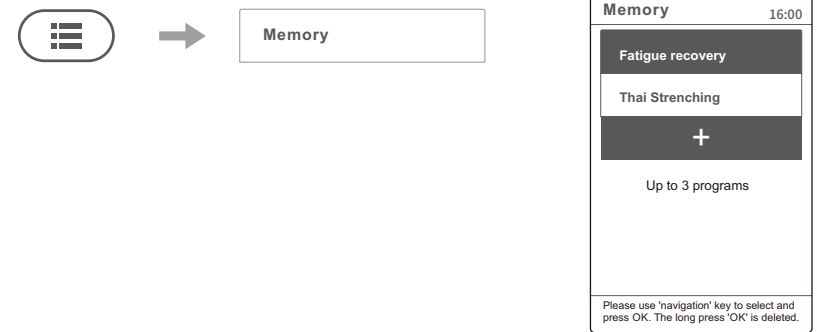 Memory
Memory 16:00
Fatigue recovery
Thai Strenching
+
Up to 3 programs
Please use 'navigation' key to select and
press OK. The long press 'OK' is deleted.